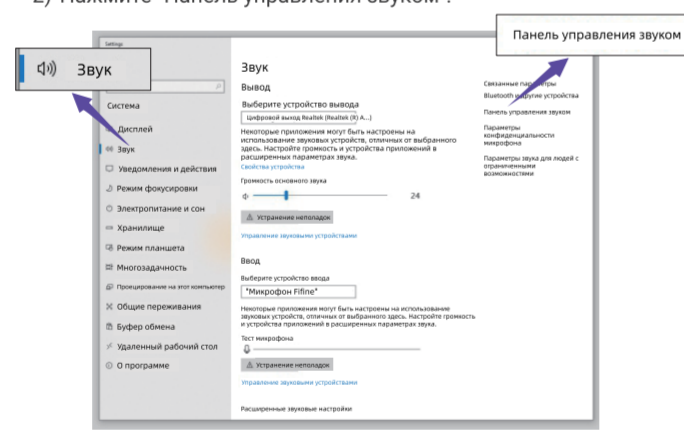 2) Нажмите "Панель управления звуком".
Панель управления звуком
Settings
Звук
Система
Дисплей
Звук
Уведомления и действия
Режим фокусировки
Электропитание и сон
Хранилище
Режим планшета
Многозадачность
Проецирование на этот компьютер
Общие переживания
Буфер обмена
Удаленный рабочий стол
О программе
Звук
Вывод
Выберите устройство вывода
Цифровой выход Realtek (Realtek (R) A...)
Некоторые приложения могут быть настроены на
использование звуковых устройств, отличных от выбранного
здесь. Настройте громкость и устройства приложений в
расширенных параметрах звука.
Свойства устройства
Громкость основного звука
24
Устранение неполадок
Управление звуковыми устройствами
Ввод
Выберите устройство ввода
"Микрофон Fifine"
Некоторые приложения могут быть настроены на использование
звуковых устройств, отличных от выбранного здесь. Настройте громкость
и устройства приложений в расширенных параметрах звука.
Тест микрофона
Устранение неполадок
Управление звуковыми устройствами
Расширенные звуковые настройки
Связанные параметры
Bluetooth и другие устройства
Панель управления звуком
Параметры
конфиденциальности
микрофона
Параметры звука для людей с
ограниченными
возможностями